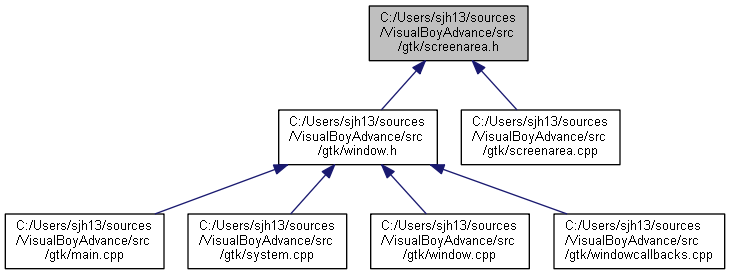 C:/Users/sjh13/sources
/VisualBoyAdvance/src
/gtk/screenarea.h
C:/Users/sjh13/sources
/VisualBoyAdvance/src
/gtk/window.h
C:/Users/sjh13/sources
/VisualBoyAdvance/src
/gtk/screenarea.cpp
C:/Users/sjh13/sources
/VisualBoyAdvance/src
/gtk/main.cpp
C:/Users/sjh13/sources
/VisualBoyAdvance/src
/gtk/system.cpp
C:/Users/sjh13/sources
/VisualBoyAdvance/src
/gtk/window.cpp
C:/Users/sjh13/sources
/VisualBoyAdvance/src
/gtk/windowcallbacks.cpp